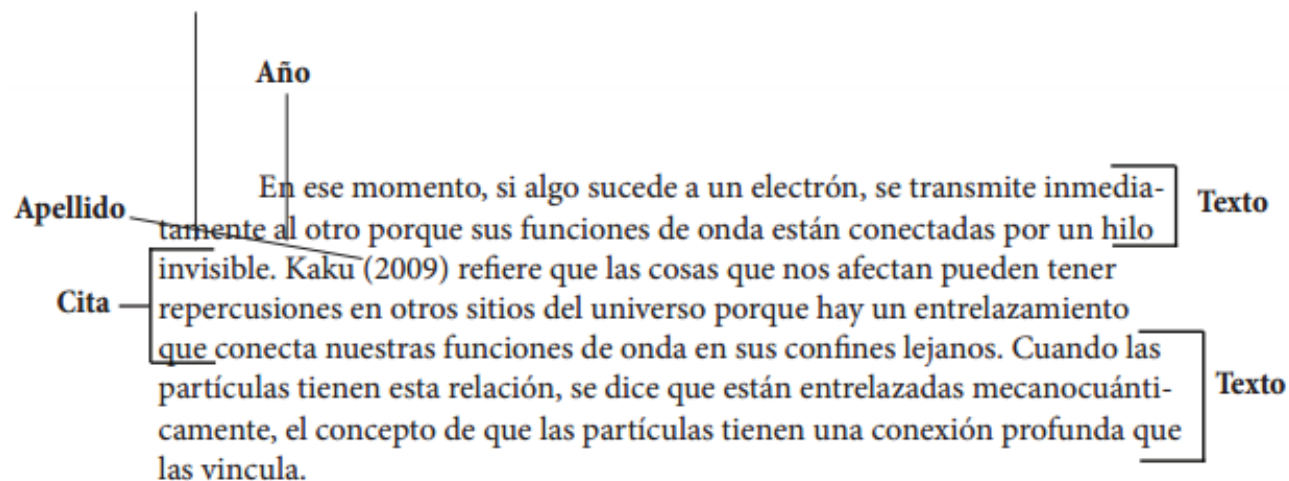 Año
En ese momento, si algo sucede a un electrón, se transmite inmedia-
Texto
Apellido
tamente al otro porque sus funciones de onda están conectadas por un hilo
invisible. Kaku (2009) refiere que las cosas que nos afectan pueden tener
Cita
repercusiones en otros sitios del universo porque hay un entrelazamiento
que conecta nuestras funciones de onda en sus confines lejanos. Cuando las
partículas tienen esta relación, se dice que están entrelazadas mecanocuánti-
Texto
camente, el concepto de que las partículas tienen una conexión profunda que
las vincula.